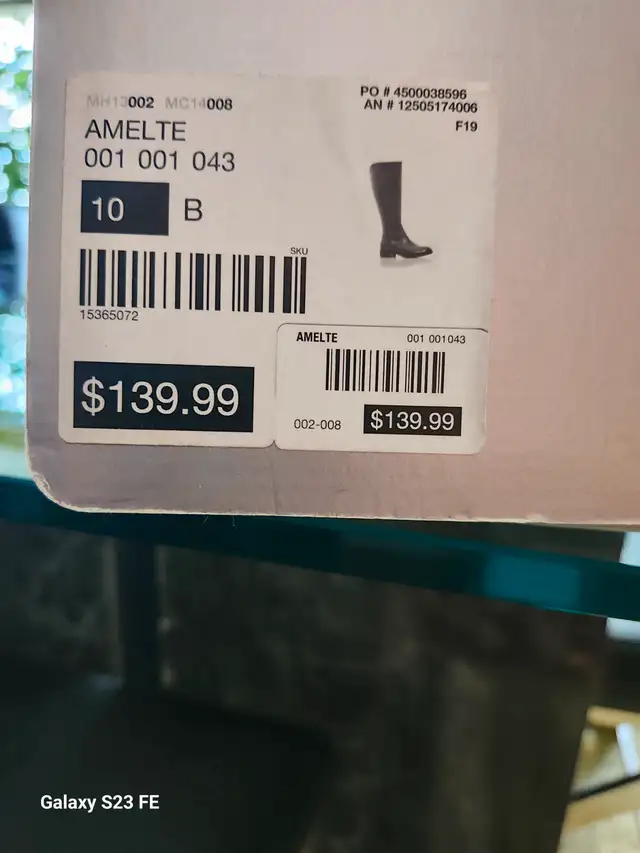 MH13002 MC14008
PO # 4500038596
AN # 12505174006
F19
AMELTE
001 001 043
10 B
SKU
15365072
$139.99
AMELTE 001 001043
002-008 $139.99
Galaxy S23 FE